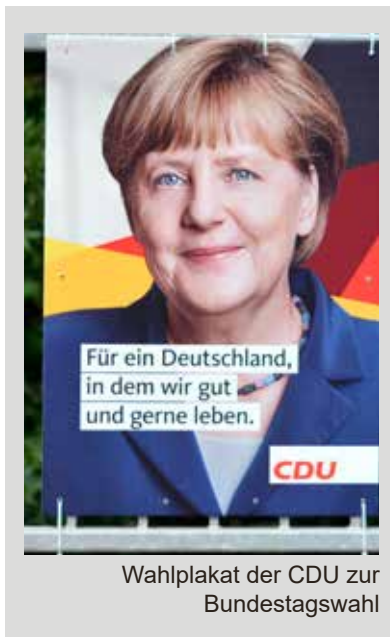 Für ein Deutschland,
in dem wir gut
und gerne leben.
CDU
Wahlplakat der CDU zur
Bundestagswahl